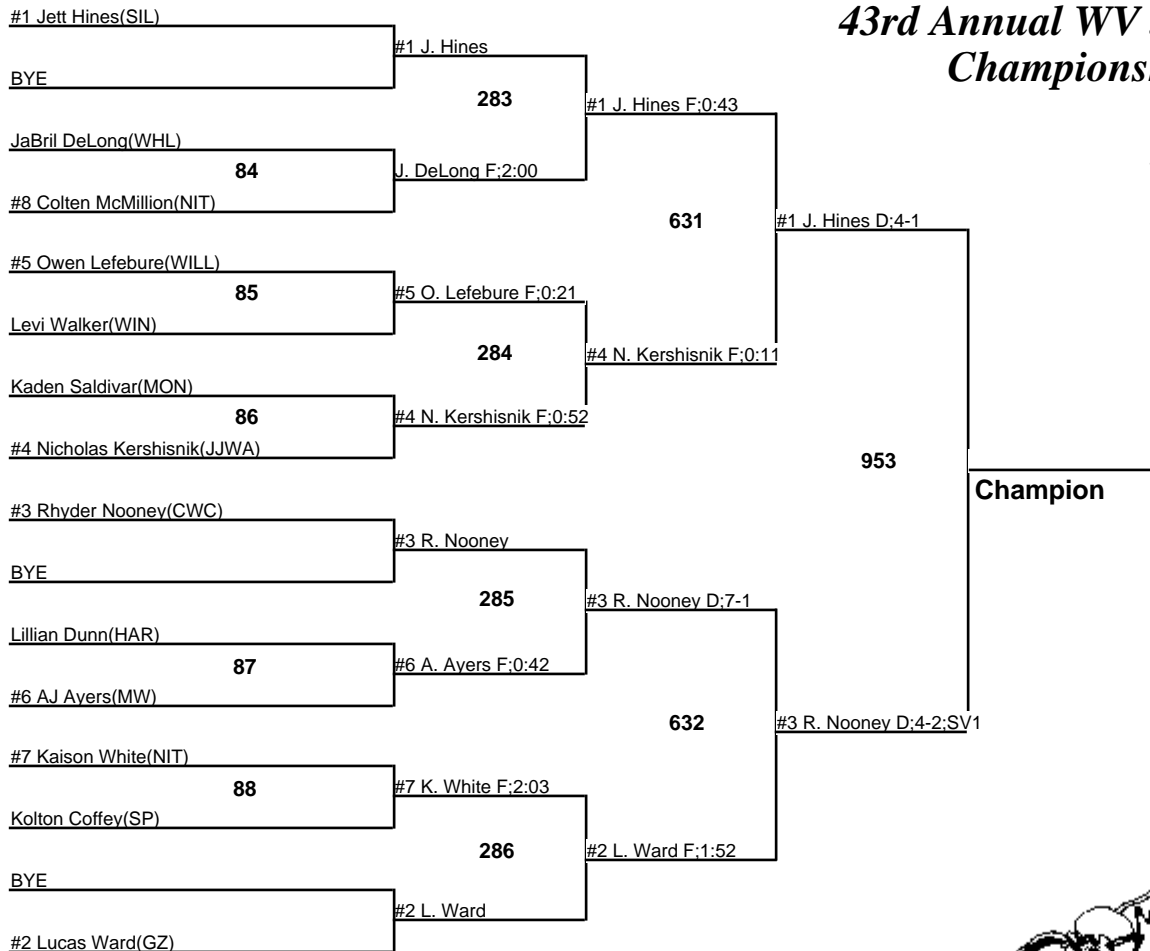 #1 Jett Hines(SIL)
BYE
JaBril DeLong(WHL)
84
#8 Colten McMillion(NIT)
#5 Owen Lefebure(WILL)
85
Levi Walker(WIN)
Kaden Saldivar(MON)
86
#4 Nicholas Kershisnik(JJWA)
#3 Rhyder Nooney(CWC)
BYE
Lillian Dunn(HAR)
87
#6 AJ Ayers(MW)
#7 Kaison White(NIT)
88
Kolton Coffey(SP)
BYE
#2 Lucas Ward(GZ)
#1 J. Hines
283
J. DeLong F;2:00
#5 O. Lefebure F;0:21
284
#4 N. Kershisnik F;0:52
#3 R. Nooney
285
#6 A. Ayers F;0:42
#7 K. White F;2:03
286
#2 L. Ward
#1 J. Hines F;0:43
631
#4 N. Kershisnik F;0:11
#3 R. Nooney D;7-1
632
#2 L. Ward F;1:52
#1 J. Hines D;4-1
953
#3 R. Nooney D;4-2;SV1
Champion
43rd Annual WV
Champions